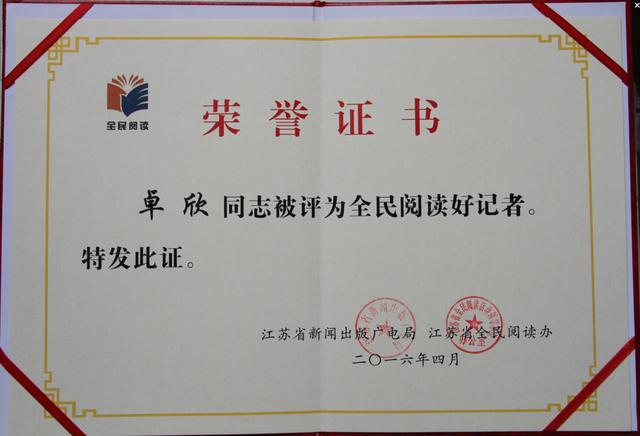 全民阅读
荣誉证书
卓欣 同志被评为全民阅读好记者。
特发此证。
江苏省新闻出版广电局 江苏省全民阅读办
二〇一六年四月